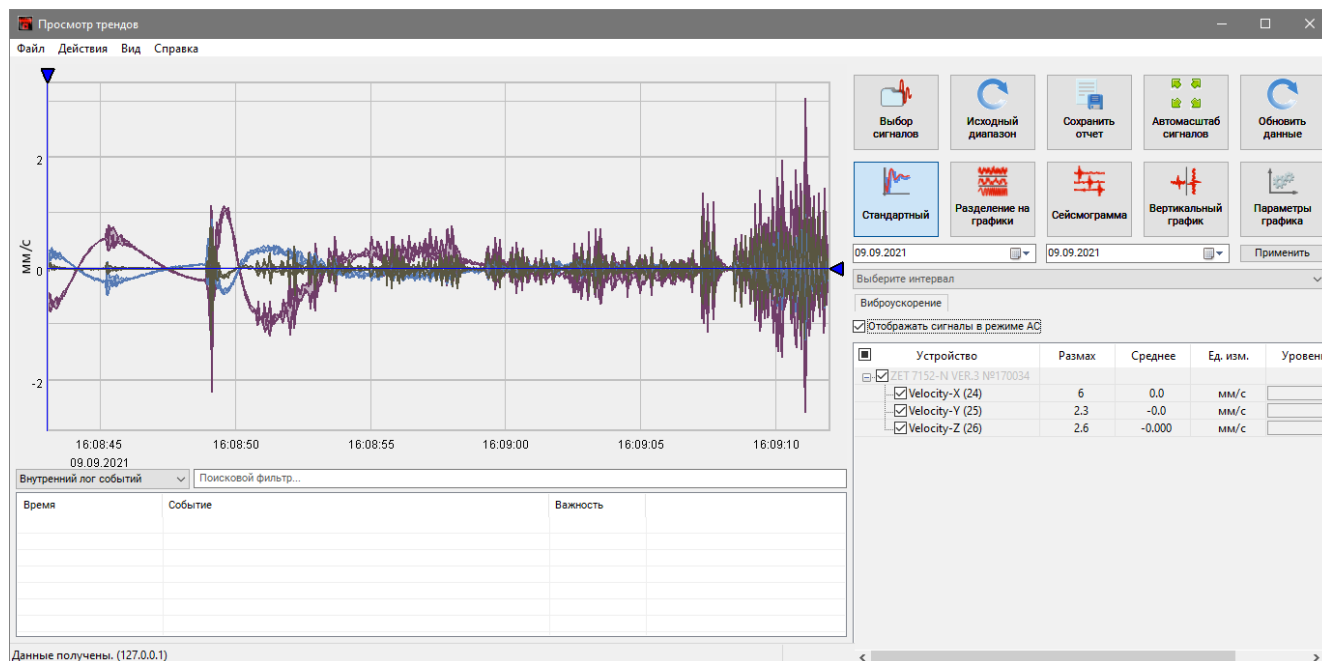 Просмотр трендов
Файл Действия Вид Справка
мм/с
2
0
-2
16:08:45 16:08:50 16:08:55 16:09:00 16:09:05 16:09:10
09.09.2021
Выбор сигналов
Исходный диапазон
Сохранить отчет
Автомасштаб сигналов
Обновить данные
Стандартный
Разделение на графики
Сейсмограмма
Вертикальный график
Параметры графика
09.09.2021 09.09.2021 Применить
Выберите интервал
Виброускорение
Отображать сигналы в режиме АС
Устройство Размах Среднее Ед. изм. Уровень
ZET 7152-N VER.3 №170034
Velocity-X (24) 6 0.0 мм/с
Velocity-Y (25) 2.3 -0.0 мм/с
Velocity-Z (26) 2.6 -0.000 мм/с
Внутренний лог событий Поисковой фильтр...
Время Событие Важность
Данные получены. (127.0.0.1)